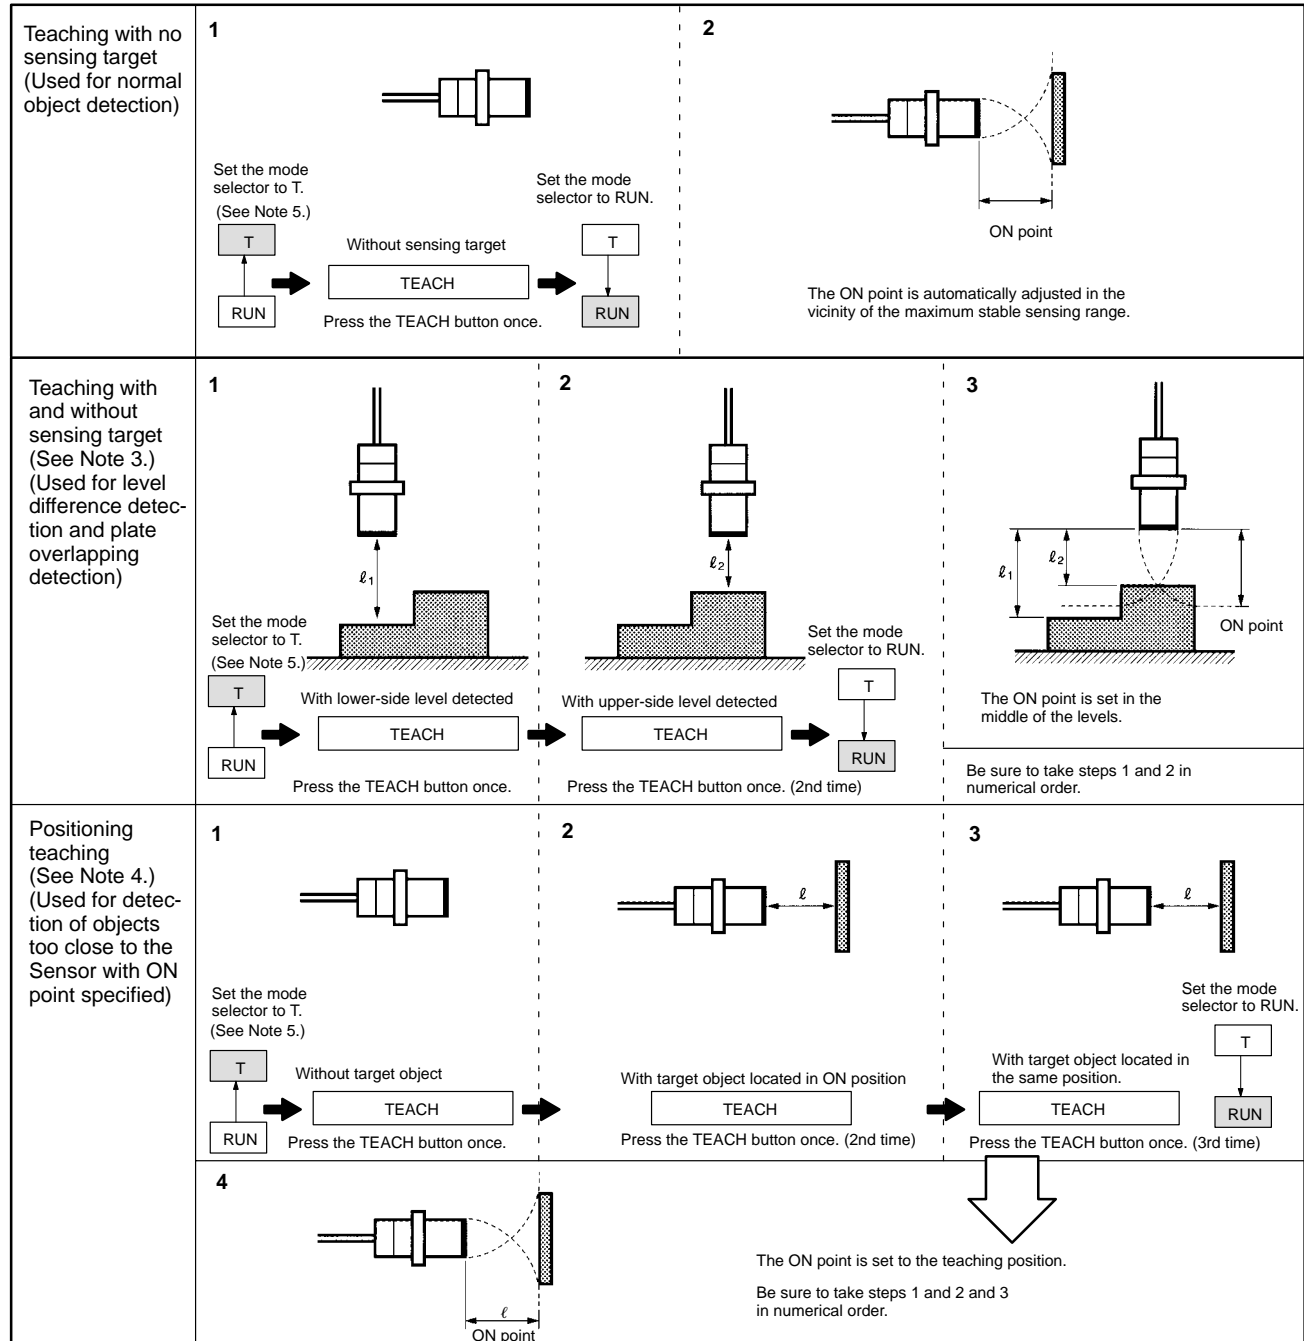 Teaching with no
sensing target
(Used for normal
object detection)
1
Set the mode
selector to T.
(See Note 5.)
T
RUN
Without sensing target
TEACH
Press the TEACH button once.
Set the mode
selector to RUN.
T
RUN
2
ON point
The ON point is automatically adjusted in the
vicinity of the maximum stable sensing range.
Teaching with
and without
sensing target
(See Note 3.)
(Used for level
difference detec-
tion and plate
overlapping
detection)
1
ℓ1
Set the mode
selector to T.
(See Note 5.)
T
RUN
With lower-side level detected
TEACH
Press the TEACH button once.
2
ℓ2
With upper-side level detected
TEACH
Press the TEACH button once. (2nd time)
Set the mode
selector to RUN.
T
RUN
3
ℓ1
ℓ2
ON point
The ON point is set in the
middle of the levels.
Be sure to take steps 1 and 2 in
numerical order.
Positioning
teaching
(See Note 4.)
(Used for detec-
tion of objects
too close to the
Sensor with ON
point specified)
1
Set the mode
selector to T.
(See Note 5.)
T
RUN
Without target object
TEACH
Press the TEACH button once.
2
ℓ
With target object located in ON position
TEACH
Press the TEACH button once. (2nd time)
3
ℓ
With target object located in
the same position.
TEACH
Press the TEACH button once. (3rd time)
Set the mode
selector to RUN.
T
RUN
4
ℓ
ON point
The ON point is set to the teaching position.
Be sure to take steps 1 and 2 and 3
in numerical order.